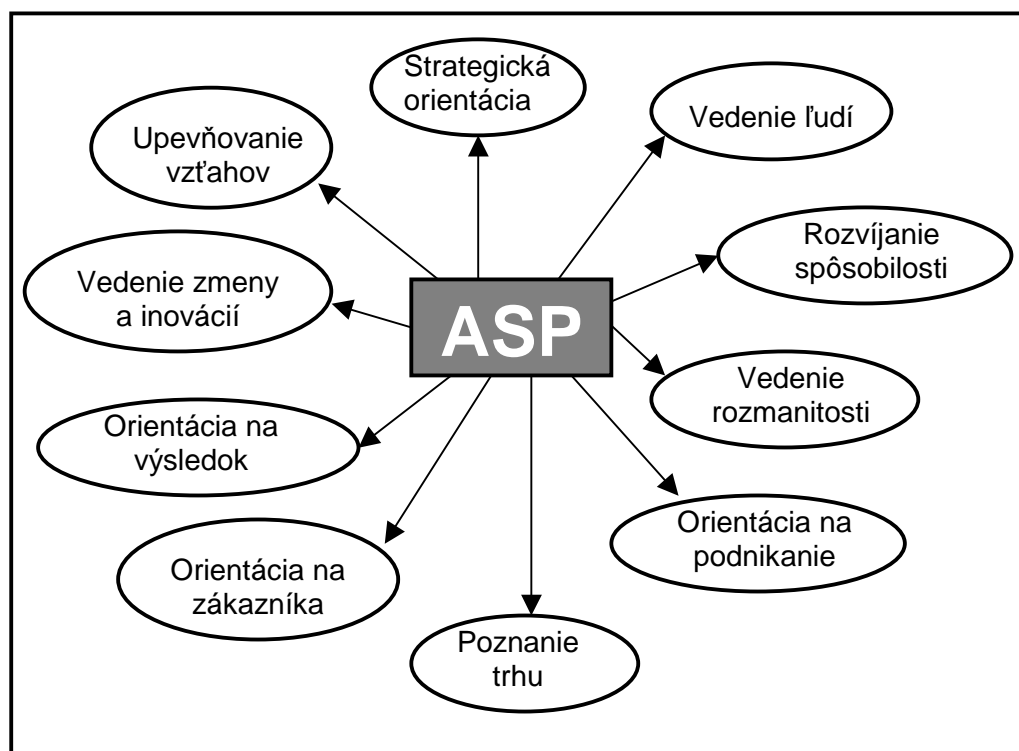 Strategická
orientácia
Vedenie ľudí
Upevňovanie
vzťahov
Rozvíjanie
spôsobilosti
Vedenie zmeny
a inovácií
ASP
Vedenie
rozmanitosti
Orientácia na
výsledok
Orientácia na
podnikanie
Orientácia na
zákazníka
Poznanie
trhu